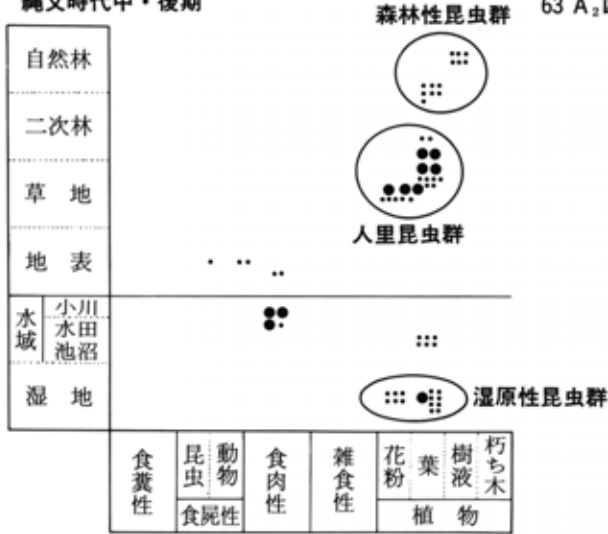 縄文時代中・後期
森林性昆虫群
63 A₂
自然林
二次林
草地
人里昆虫群
地表
水域
小川
水田
池沼
湿地
湿原性昆虫群
食糞性
昆虫
動物
食屍性
食肉性
雑食性
花粉
葉
樹液
朽ち木
植物